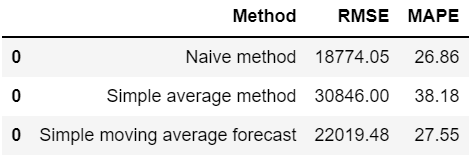 Method RMSE MAPE
0 Naive method 18774.05 26.86
0 Simple average method 30846.00 38.18
0 Simple moving average forecast 22019.48 27.55